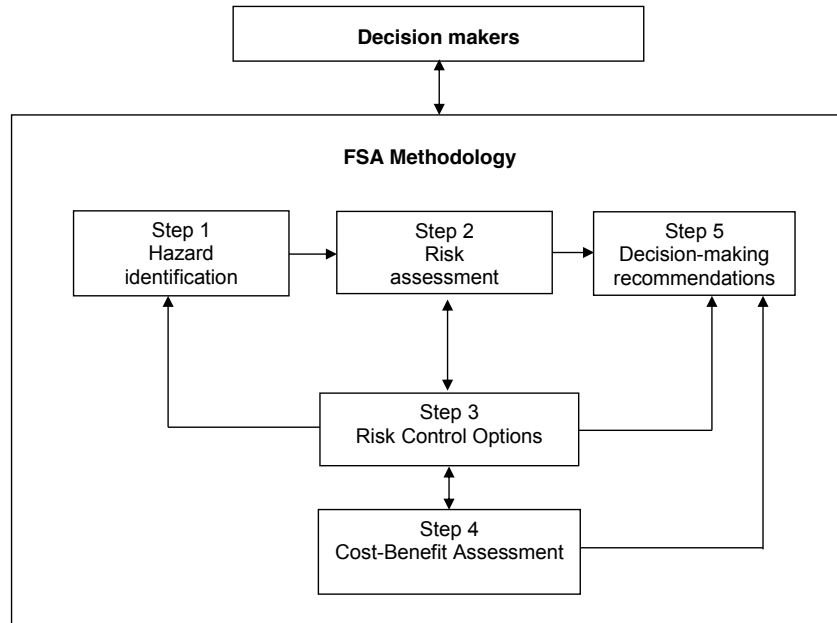 Decision makers
FSA Methodology
Step 1
Hazard
identification
Step 2
Risk
assessment
Step 5
Decision-making
recommendations
Step 3
Risk Control Options
Step 4
Cost-Benefit Assessment